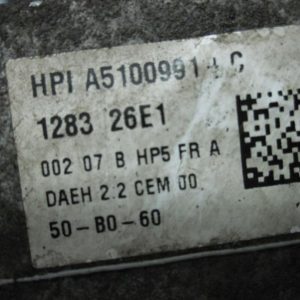 HPI A5100991
1283 26E1
002 07 B HP5 FR A
DAEH 2.2 CEM 00
50-B0-60